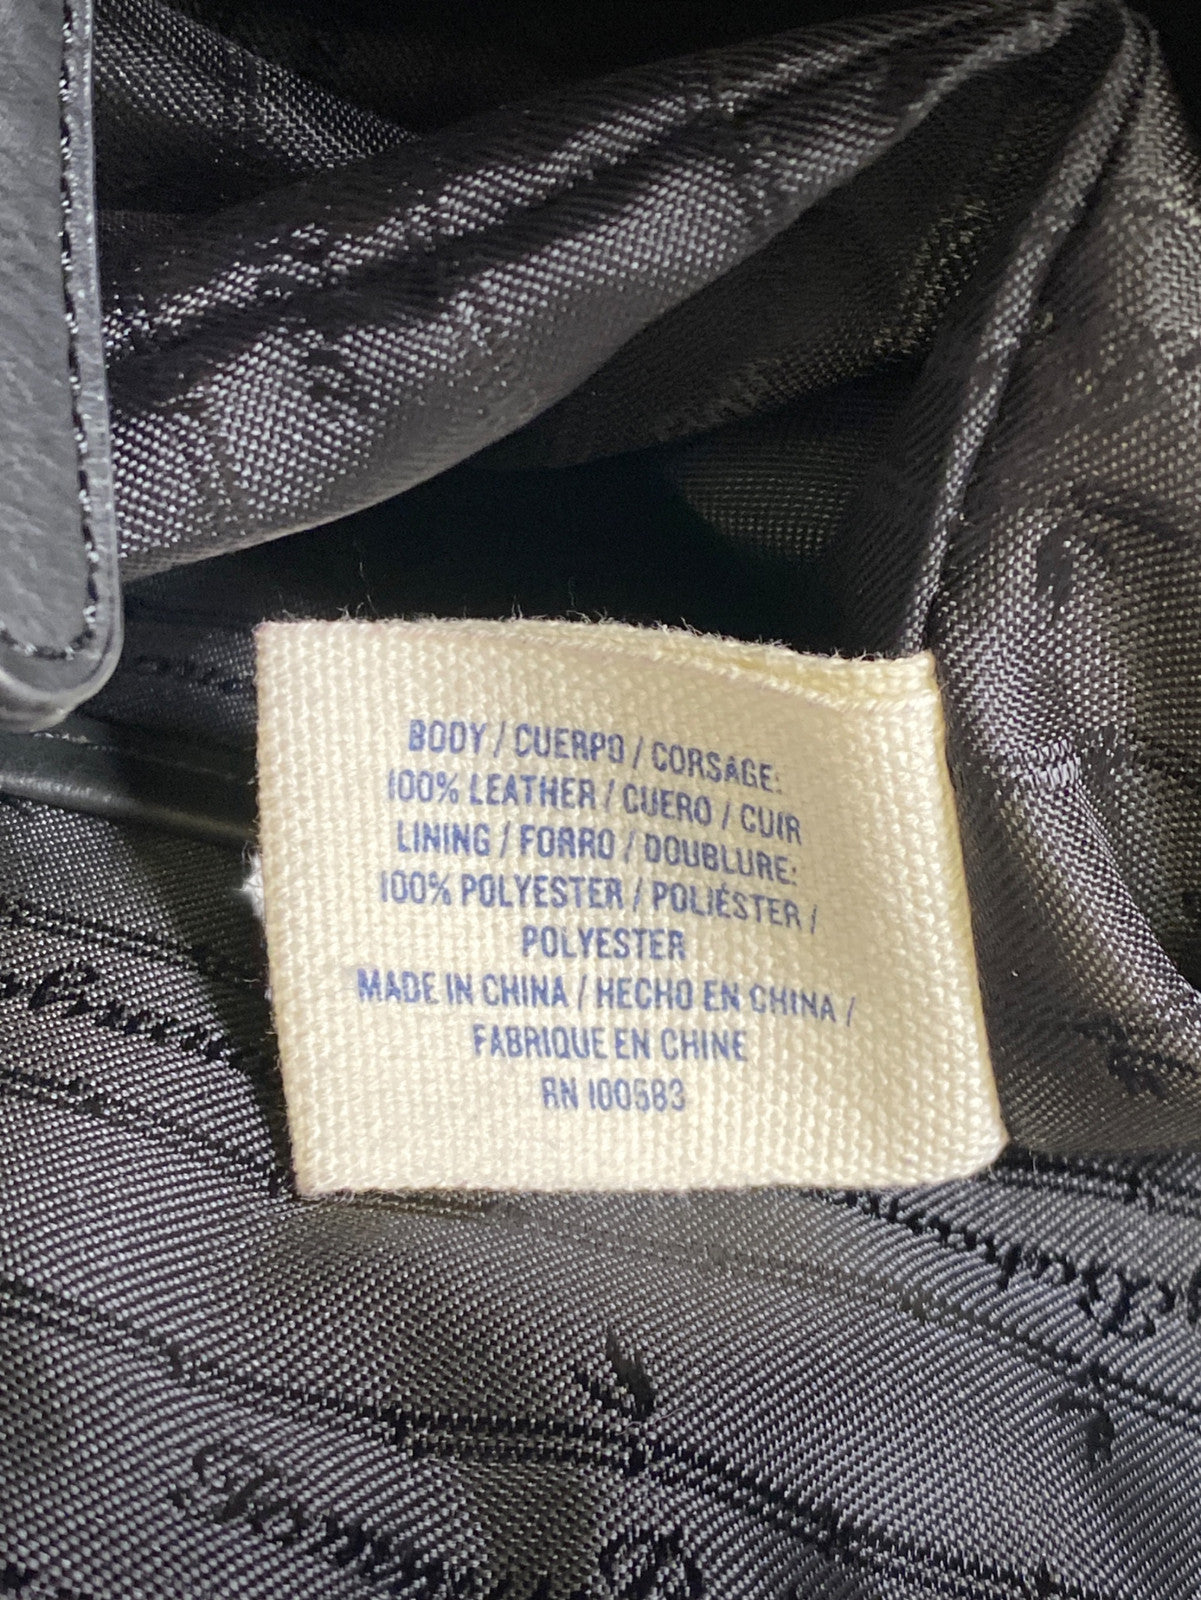 BODY / CUERPO / CORSAGE:
100% LEATHER / CUERO / CUIR
LINING / FORRO / DOUBLURE:
100% POLYESTER / POLIÉSTER /
POLYESTER
MADE IN CHINA / HECHO EN CHINA /
FABRIQUE EN CHINE
RN 100583